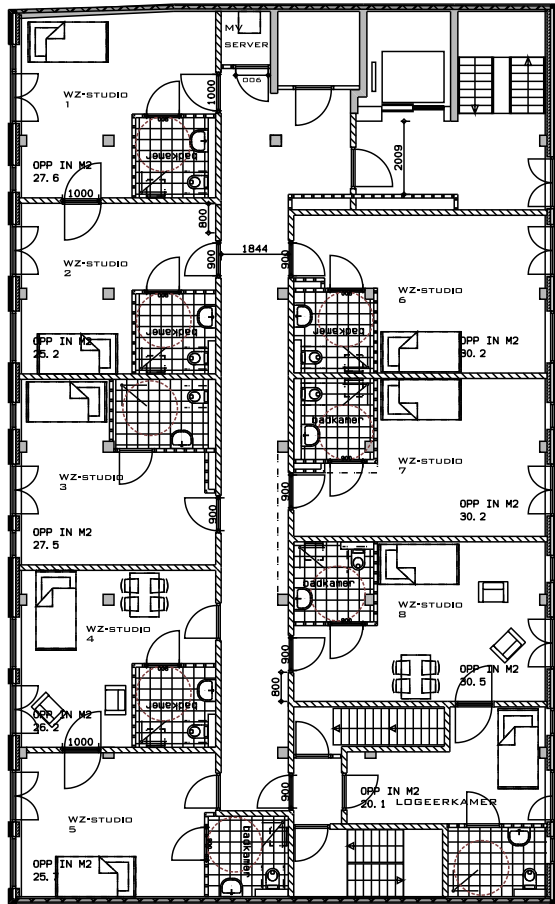 MV
SERVER
900
WZ-STUDIO
1
1000
badkamer
OPP IN M2
27.6
1000
2009
800
1844
900
900
WZ-STUDIO
2
badkamer
OPP IN M2
25.2
WZ-STUDIO
6
badkamer
OPP IN M2
30.2
WZ-STUDIO
3
OPP IN M2
27.5
900
badkamer
WZ-STUDIO
7
900
OPP IN M2
30.2
badkamer
WZ-STUDIO
8
900
800
OPP IN M2
30.5
WZ-STUDIO
4
OPP IN M2
26.2
badkamer
1000
WZ-STUDIO
5
OPP IN M2
badkamer
900
OPP IN M2
20.1 LOGEERKAMER